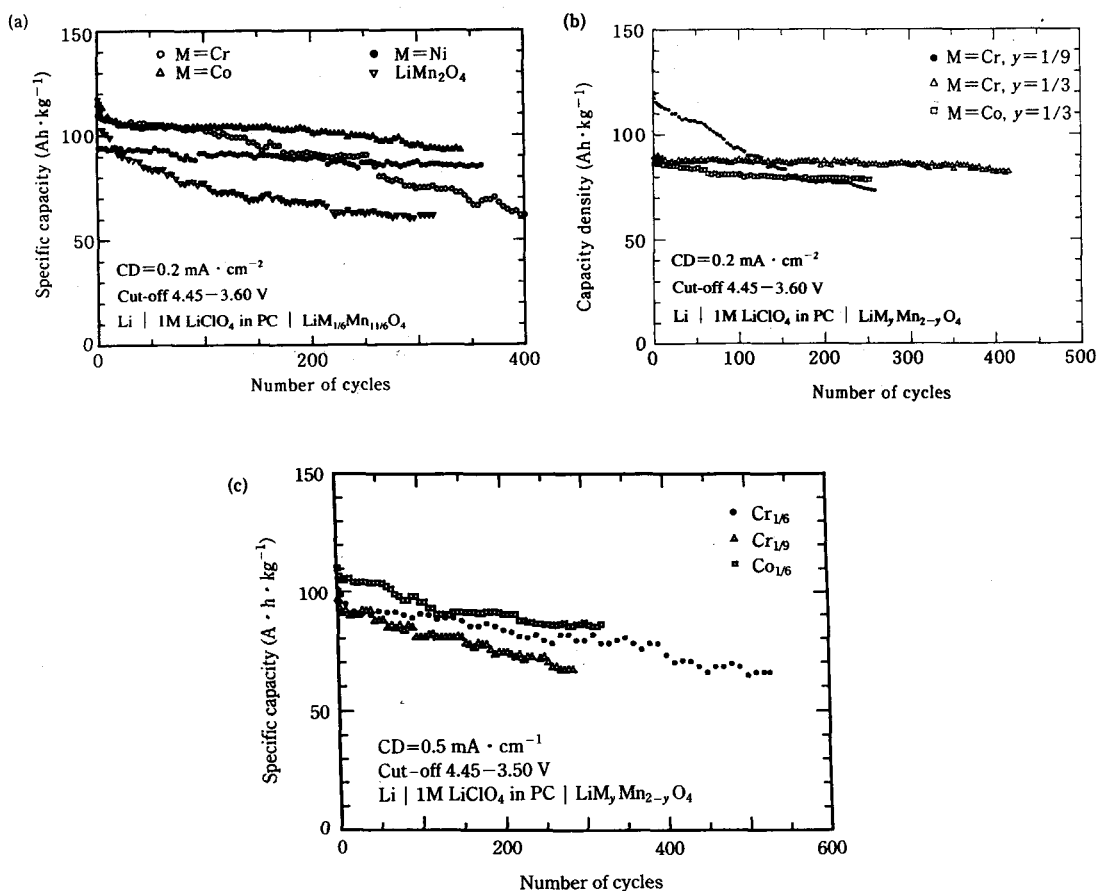 (a)
150
100
50
0
Specific capacity (Ah · kg⁻¹)
M=Cr
M=Co
M=Ni
LiMn₂O₄
CD=0.2 mA · cm⁻²
Cut-off 4.45−3.60 V
Li | 1M LiClO₄ in PC | LiM₁/₆Mn₁₁/₆O₄
0
200
400
Number of cycles
(b)
150
100
50
0
Capacity density (Ah · kg⁻¹)
M=Cr, y=1/9
M=Cr, y=1/3
M=Co, y=1/3
CD=0.2 mA · cm⁻²
Cut-off 4.45−3.60 V
Li | 1M LiClO₄ in PC | LiMyMn2−yO₄
0
100
200
300
400
500
Number of cycles
(c)
150
100
50
0
Specific capacity (A · h · kg⁻¹)
Cr₁/₆
Cr₁/₉
Co₁/₆
CD=0.5 mA · cm⁻¹
Cut-off 4.45−3.50 V
Li | 1M LiClO₄ in PC | LiMyMn2−yO₄
0
200
400
600
Number of cycles